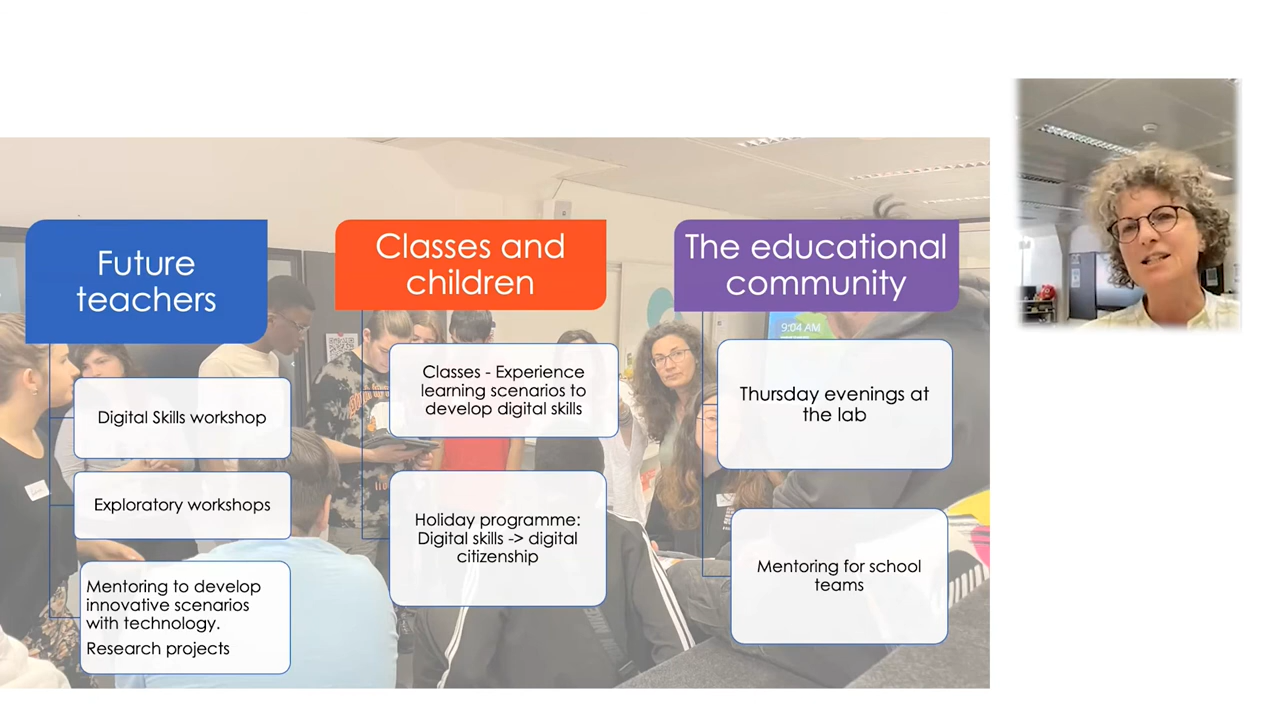 Future
teachers
Digital Skills workshop
Exploratory workshops
Mentoring to develop
innovative scenarios
with technology.
Research projects
Classes and
children
Classes - Experience
learning scenarios to
develop digital skills
Holiday programme:
Digital skills -> digital
citizenship
The educational
community
9:04 AM
Thursday evenings at
the lab
Mentoring for school
teams